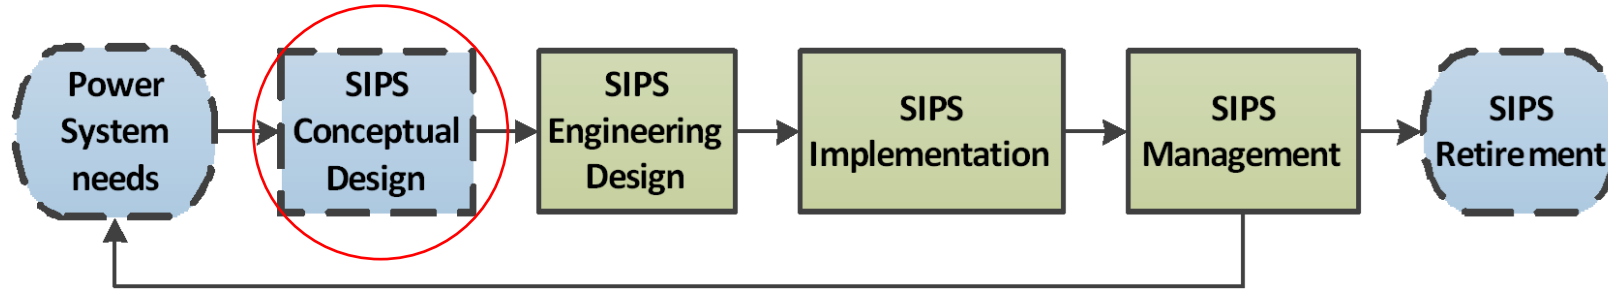 Power
System
needs
SIPS
Conceptual
Design
SIPS
Engineering
Design
SIPS
Implementation
SIPS
Management
SIPS
Retirement